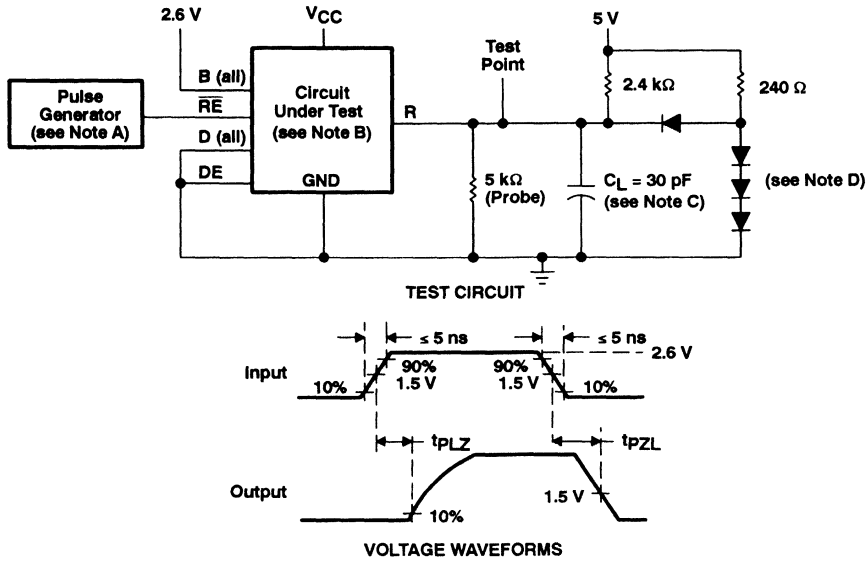 2.6 V
VCC
5 V
Test
Point
B (all)
Pulse
Generator
(see Note A)
RE
D (all)
DE
Circuit
Under Test
(see Note B)
GND
R
2.4 kΩ
240 Ω
5 kΩ
(Probe)
CL = 30 pF
(see Note C)
(see Note D)
TEST CIRCUIT
≤ 5 ns
≤ 5 ns
2.6 V
Input
10%
90%
1.5 V
90%
1.5 V
10%
tPLZ
tPZL
Output
10%
1.5 V
VOLTAGE WAVEFORMS